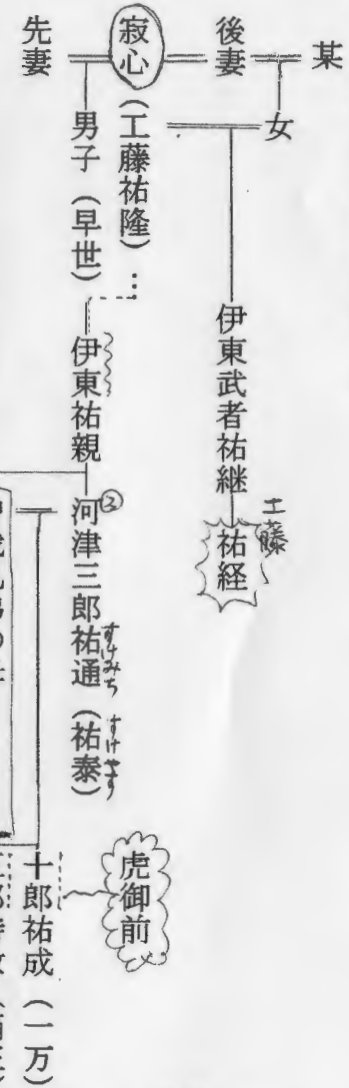 某
後妻
女
寂心
(工藤祐隆)
先妻
男子(早世)
伊東武者祐継
工藤
祐経
伊東祐親
③
河津三郎祐通(祐泰)
すけみち
すけやす
虎御前
十郎祐成(一万)